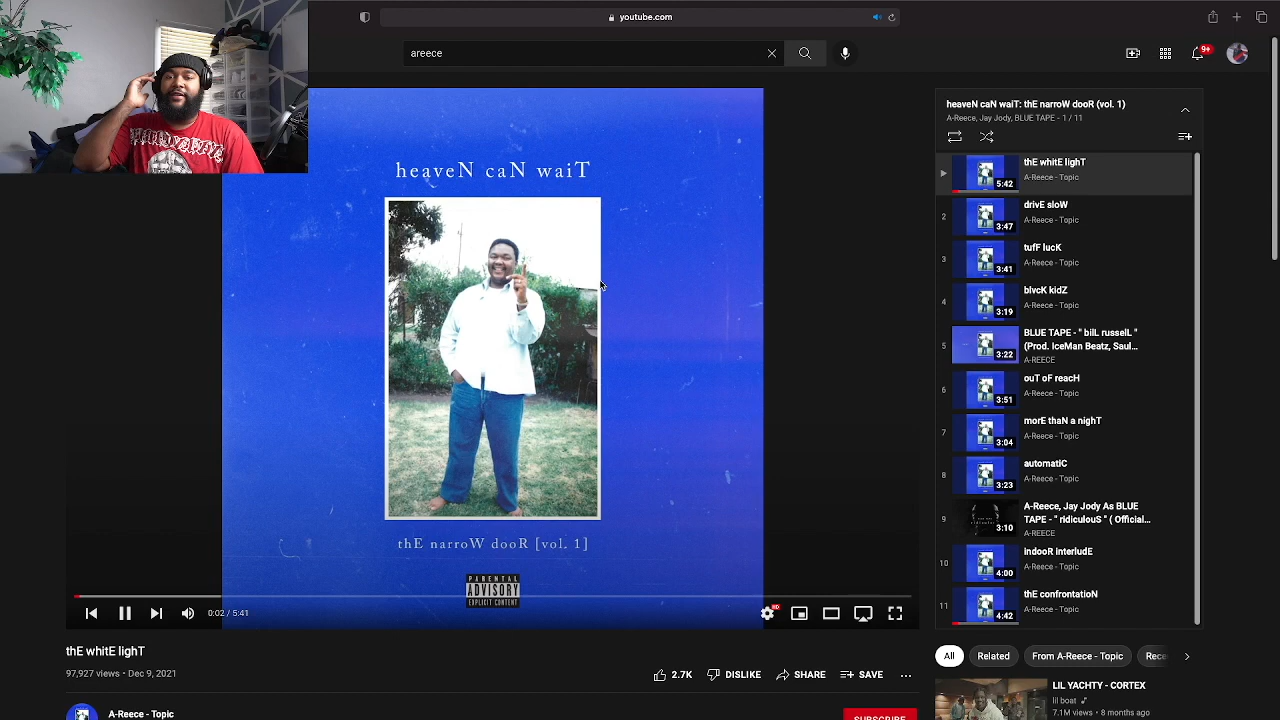 youtube.com
areece
9+
heaveN caN waiT
thE narroW dooR [vol. 1]
PARENTAL
ADVISORY
EXPLICIT CONTENT
0:02 / 5:41
HD
thE whitE lighT
97,927 views • Dec 9, 2021
2.7K
DISLIKE
SHARE
SAVE
A-Reece - Topic
SUBSCRIBE
heaveN caN waiT: thE narroW dooR (vol. 1)
A-Reece, Jay Jody, BLUE TAPE - 1 / 11
thE whitE lighT
A-Reece - Topic
5:42
2
drivE sloW
A-Reece - Topic
3:47
3
tufF lucK
A-Reece - Topic
3:41
4
blvcK kidZ
A-Reece - Topic
3:19
5
BLUE TAPE - " bilL russelL "
(Prod. IceMan Beatz, Saul...
A-REECE
3:22
6
ouT oF reacH
A-Reece - Topic
3:51
7
morE thaN a nighT
A-Reece - Topic
3:04
8
automatiC
A-Reece - Topic
3:23
9
A-Reece, Jay Jody As BLUE
TAPE - " ridiculouS " ( Official...
A-REECE
3:10
10
indooR interludE
A-Reece - Topic
4:00
11
thE confrontatioN
A-Reece - Topic
4:42
All
Related
From A-Reece - Topic
Rece
LIL YACHTY - CORTEX
lil boat
7.1M views • 8 months ago